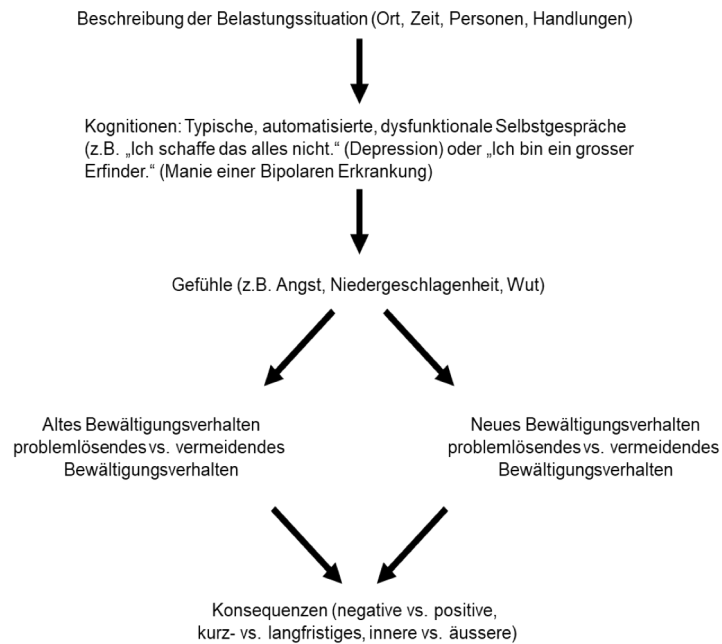 Beschreibung der Belastungssituation (Ort, Zeit, Personen, Handlungen)
Kognitionen: Typische, automatisierte, dysfunktionale Selbstgespräche
(z.B. „Ich schaffe das alles nicht.“ (Depression) oder „Ich bin ein grosser
Erfinder.“ (Manie einer Bipolaren Erkrankung)
Gefühle (z.B. Angst, Niedergeschlagenheit, Wut)
Altes Bewältigungsverhalten
problemlösendes vs. vermeidendes
Bewältigungsverhalten
Neues Bewältigungsverhalten
problemlösendes vs. vermeidendes
Bewältigungsverhalten
Konsequenzen (negative vs. positive,
kurz- vs. langfristiges, innere vs. äussere)